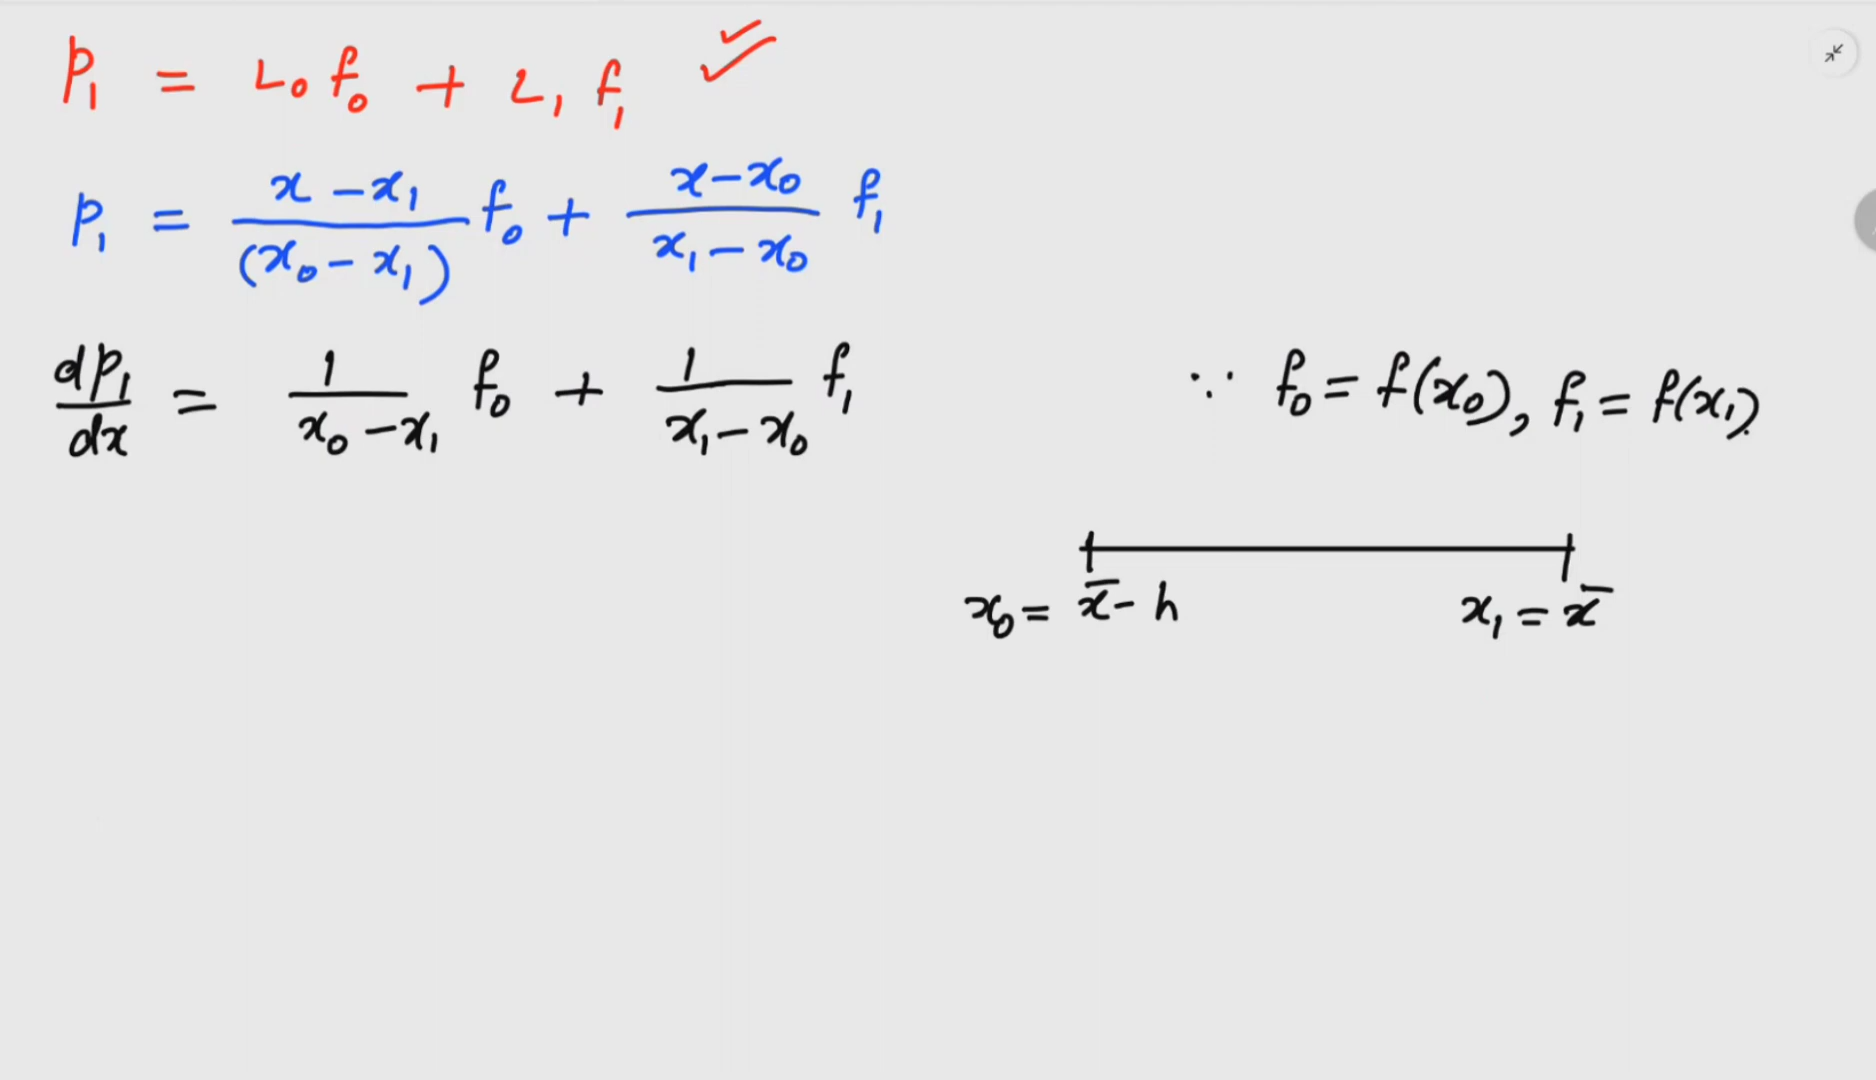 P₁ = L₀ f₀ + L₁ f₁
P₁ = x - x₁ / (x₀ - x₁) f₀ + x - x₀ / x₁ - x₀ f₁
dP₁/dx = 1 / x₀ - x₁ f₀ + 1 / x₁ - x₀ f₁
∵ f₀ = f(x₀), f₁ = f(x₁)
x₀ = x̄ - h
x₁ = x̄